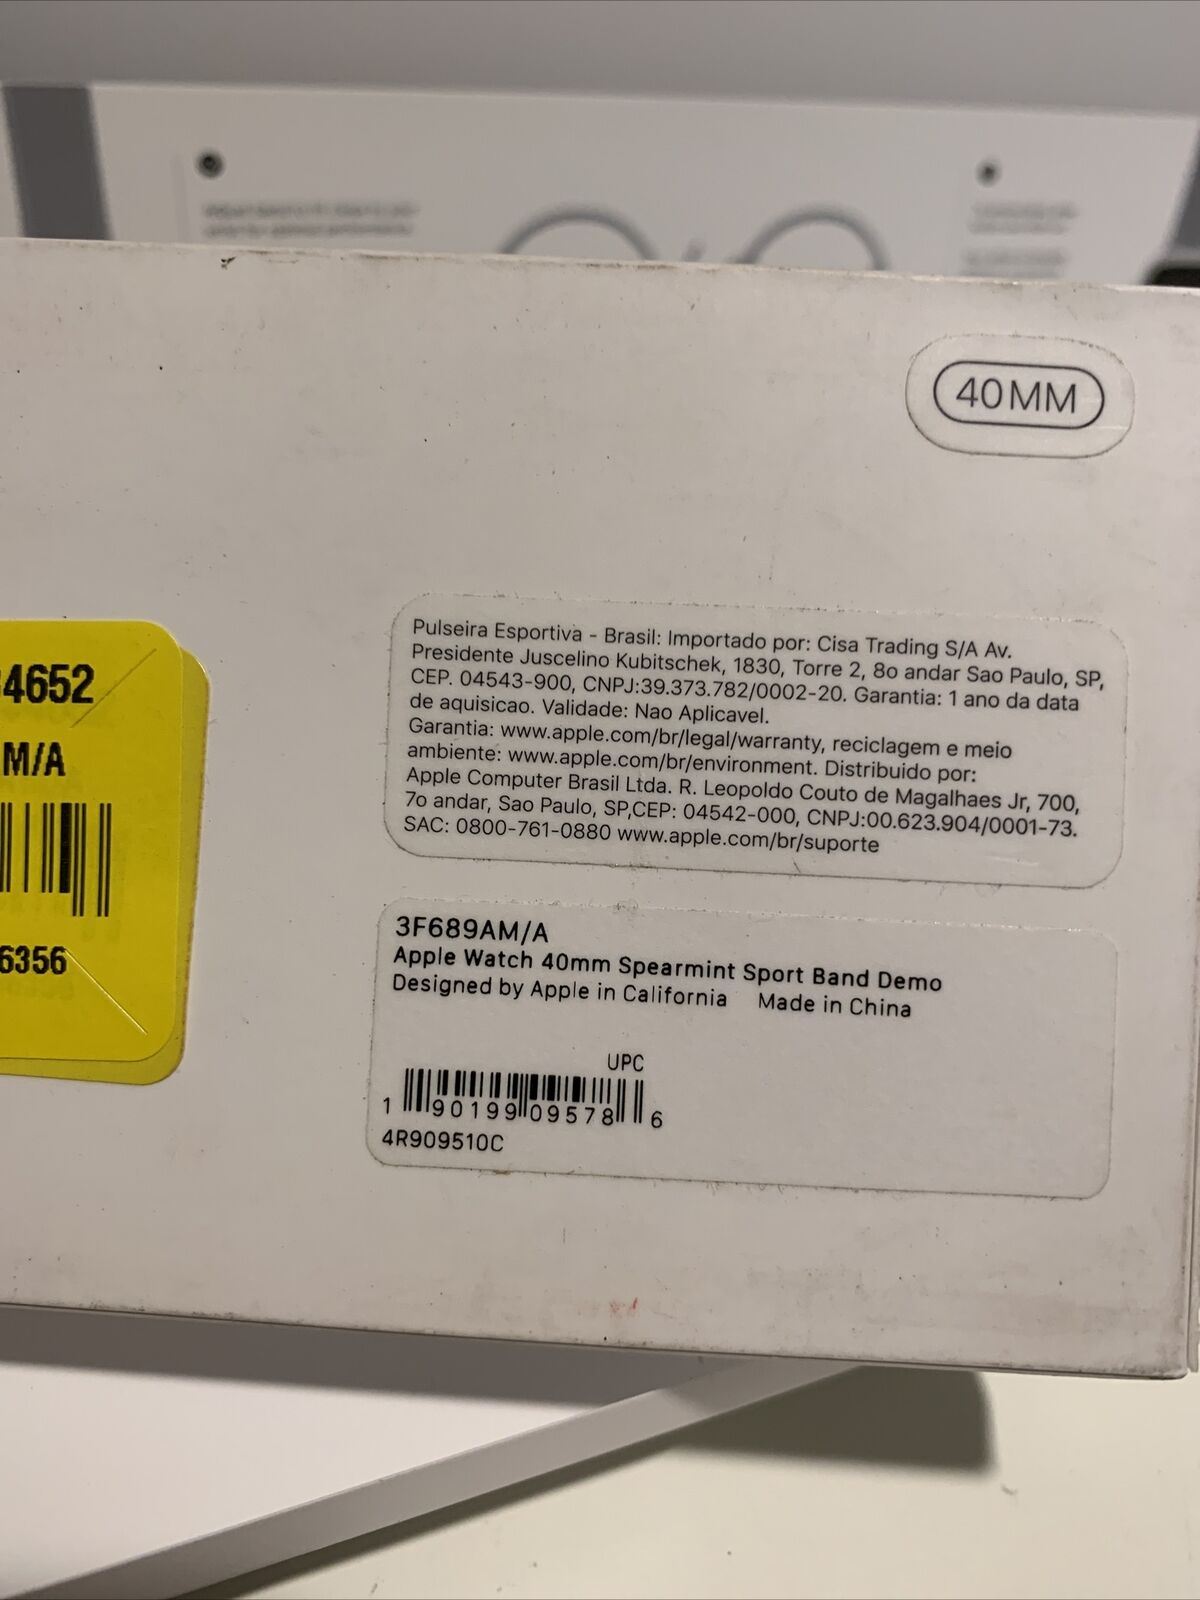 40MM
Pulseira Esportiva - Brasil: Importado por: Cisa Trading S/A Av.
Presidente Juscelino Kubitschek, 1830, Torre 2, 8o andar Sao Paulo, SP,
CEP. 04543-900, CNPJ:39.373.782/0002-20. Garantia: 1 ano da data
de aquisicao. Validade: Nao Aplicavel.
Garantia: www.apple.com/br/legal/warranty, reciclagem e meio
ambiente: www.apple.com/br/environment. Distribuido por:
Apple Computer Brasil Ltda. R. Leopoldo Couto de Magalhaes Jr, 700,
7o andar, Sao Paulo, SP,CEP: 04542-000, CNPJ:00.623.904/0001-73.
SAC: 0800-761-0880 www.apple.com/br/suporte
4652
M/A
6356
3F689AM/A
Apple Watch 40mm Spearmint Sport Band Demo
Designed by Apple in California Made in China
UPC
1 90199 09578 6
4R909510C